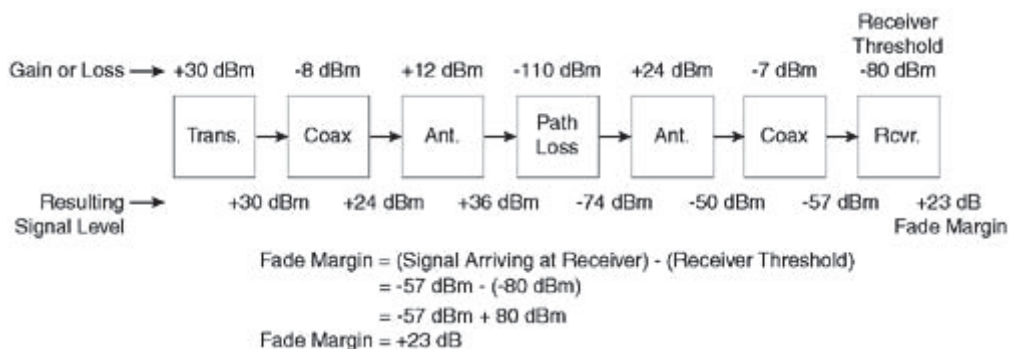 Receiver
Threshold
Gain or Loss +30 dBm -8 dBm +12 dBm -110 dBm +24 dBm -7 dBm -80 dBm
Trans. Coax Ant. Path Loss Ant. Coax Rcvr.
Resulting Signal Level +30 dBm +24 dBm +36 dBm -74 dBm -50 dBm -57 dBm +23 dB
Fade Margin
Fade Margin = (Signal Arriving at Receiver) - (Receiver Threshold)
= -57 dBm - (-80 dBm)
= -57 dBm + 80 dBm
Fade Margin = +23 dB